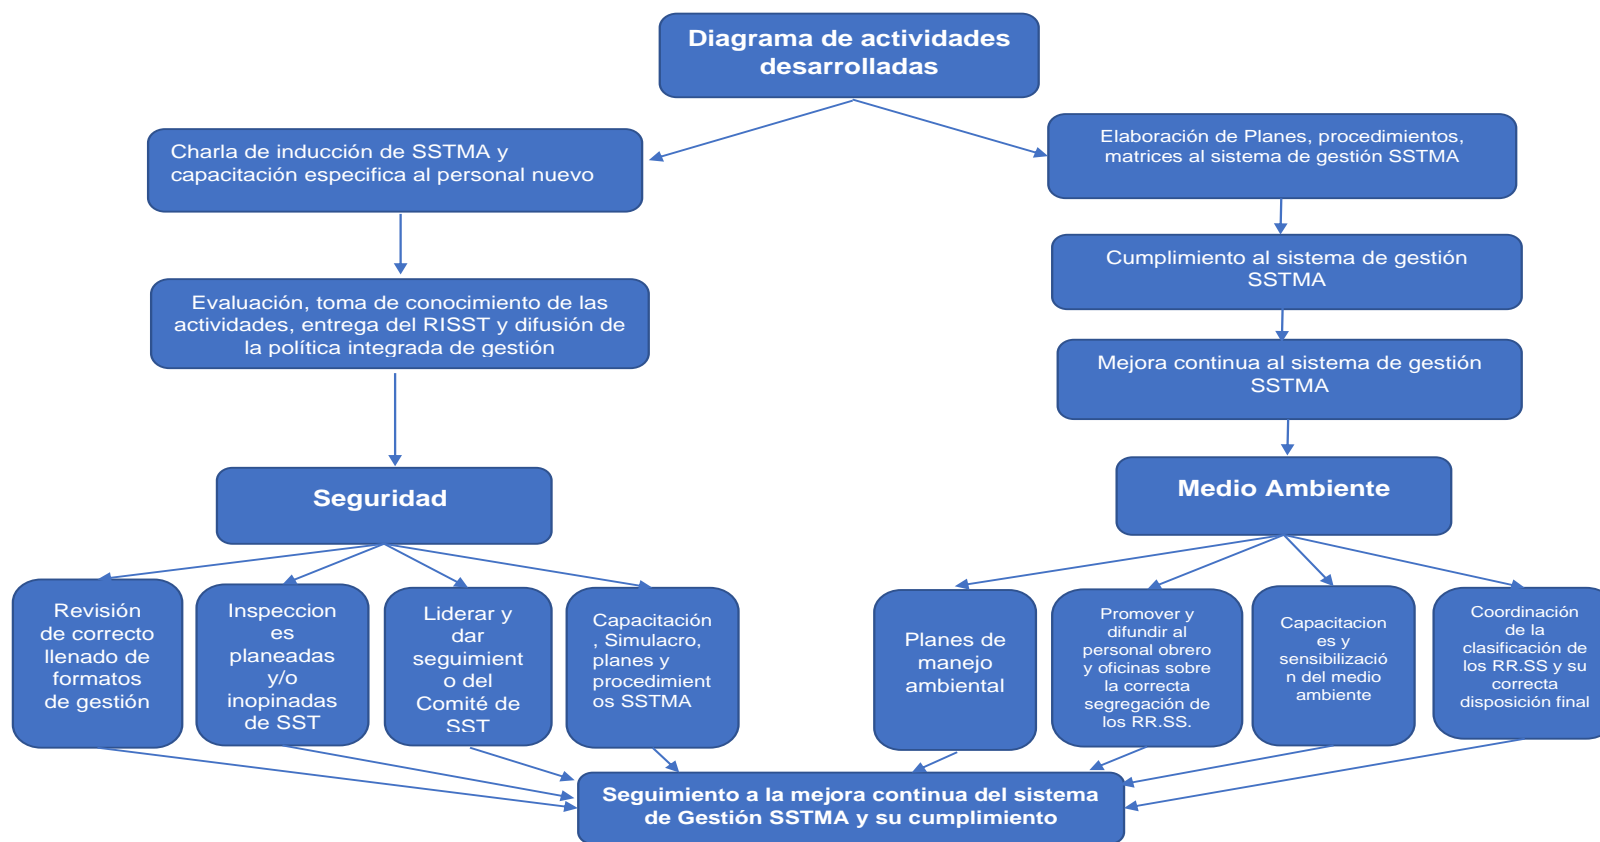 Diagrama de actividades
desarrolladas
Charla de inducción de SSTMA y
capacitación especifica al personal nuevo
Elaboración de Planes, procedimientos,
matrices al sistema de gestión SSTMA
Evaluación, toma de conocimiento de las
actividades, entrega del RISST y difusión de
la política integrada de gestión
Cumplimiento al sistema de gestión
SSTMA
Mejora continua al sistema de gestión
SSTMA
Seguridad
Medio Ambiente
Revisión
de correcto
llenado de
formatos
de gestión
Inspeccion
es
planeadas
y/o
inopinadas
de SST
Liderar y
dar
seguimient
o del
Comité de
SST
Capacitación
, Simulacro,
planes y
procedimient
os SSTMA
Planes de
manejo
ambiental
Promover y
difundir al
personal obrero
y oficinas sobre
la correcta
segregación de
los RR.SS.
Capacitacion
es y
sensibilizació
n del medio
ambiente
Coordinación
de la
clasificación de
los RR.SS y su
correcta
disposición final
Seguimiento a la mejora continua del sistema
de Gestión SSTMA y su cumplimiento